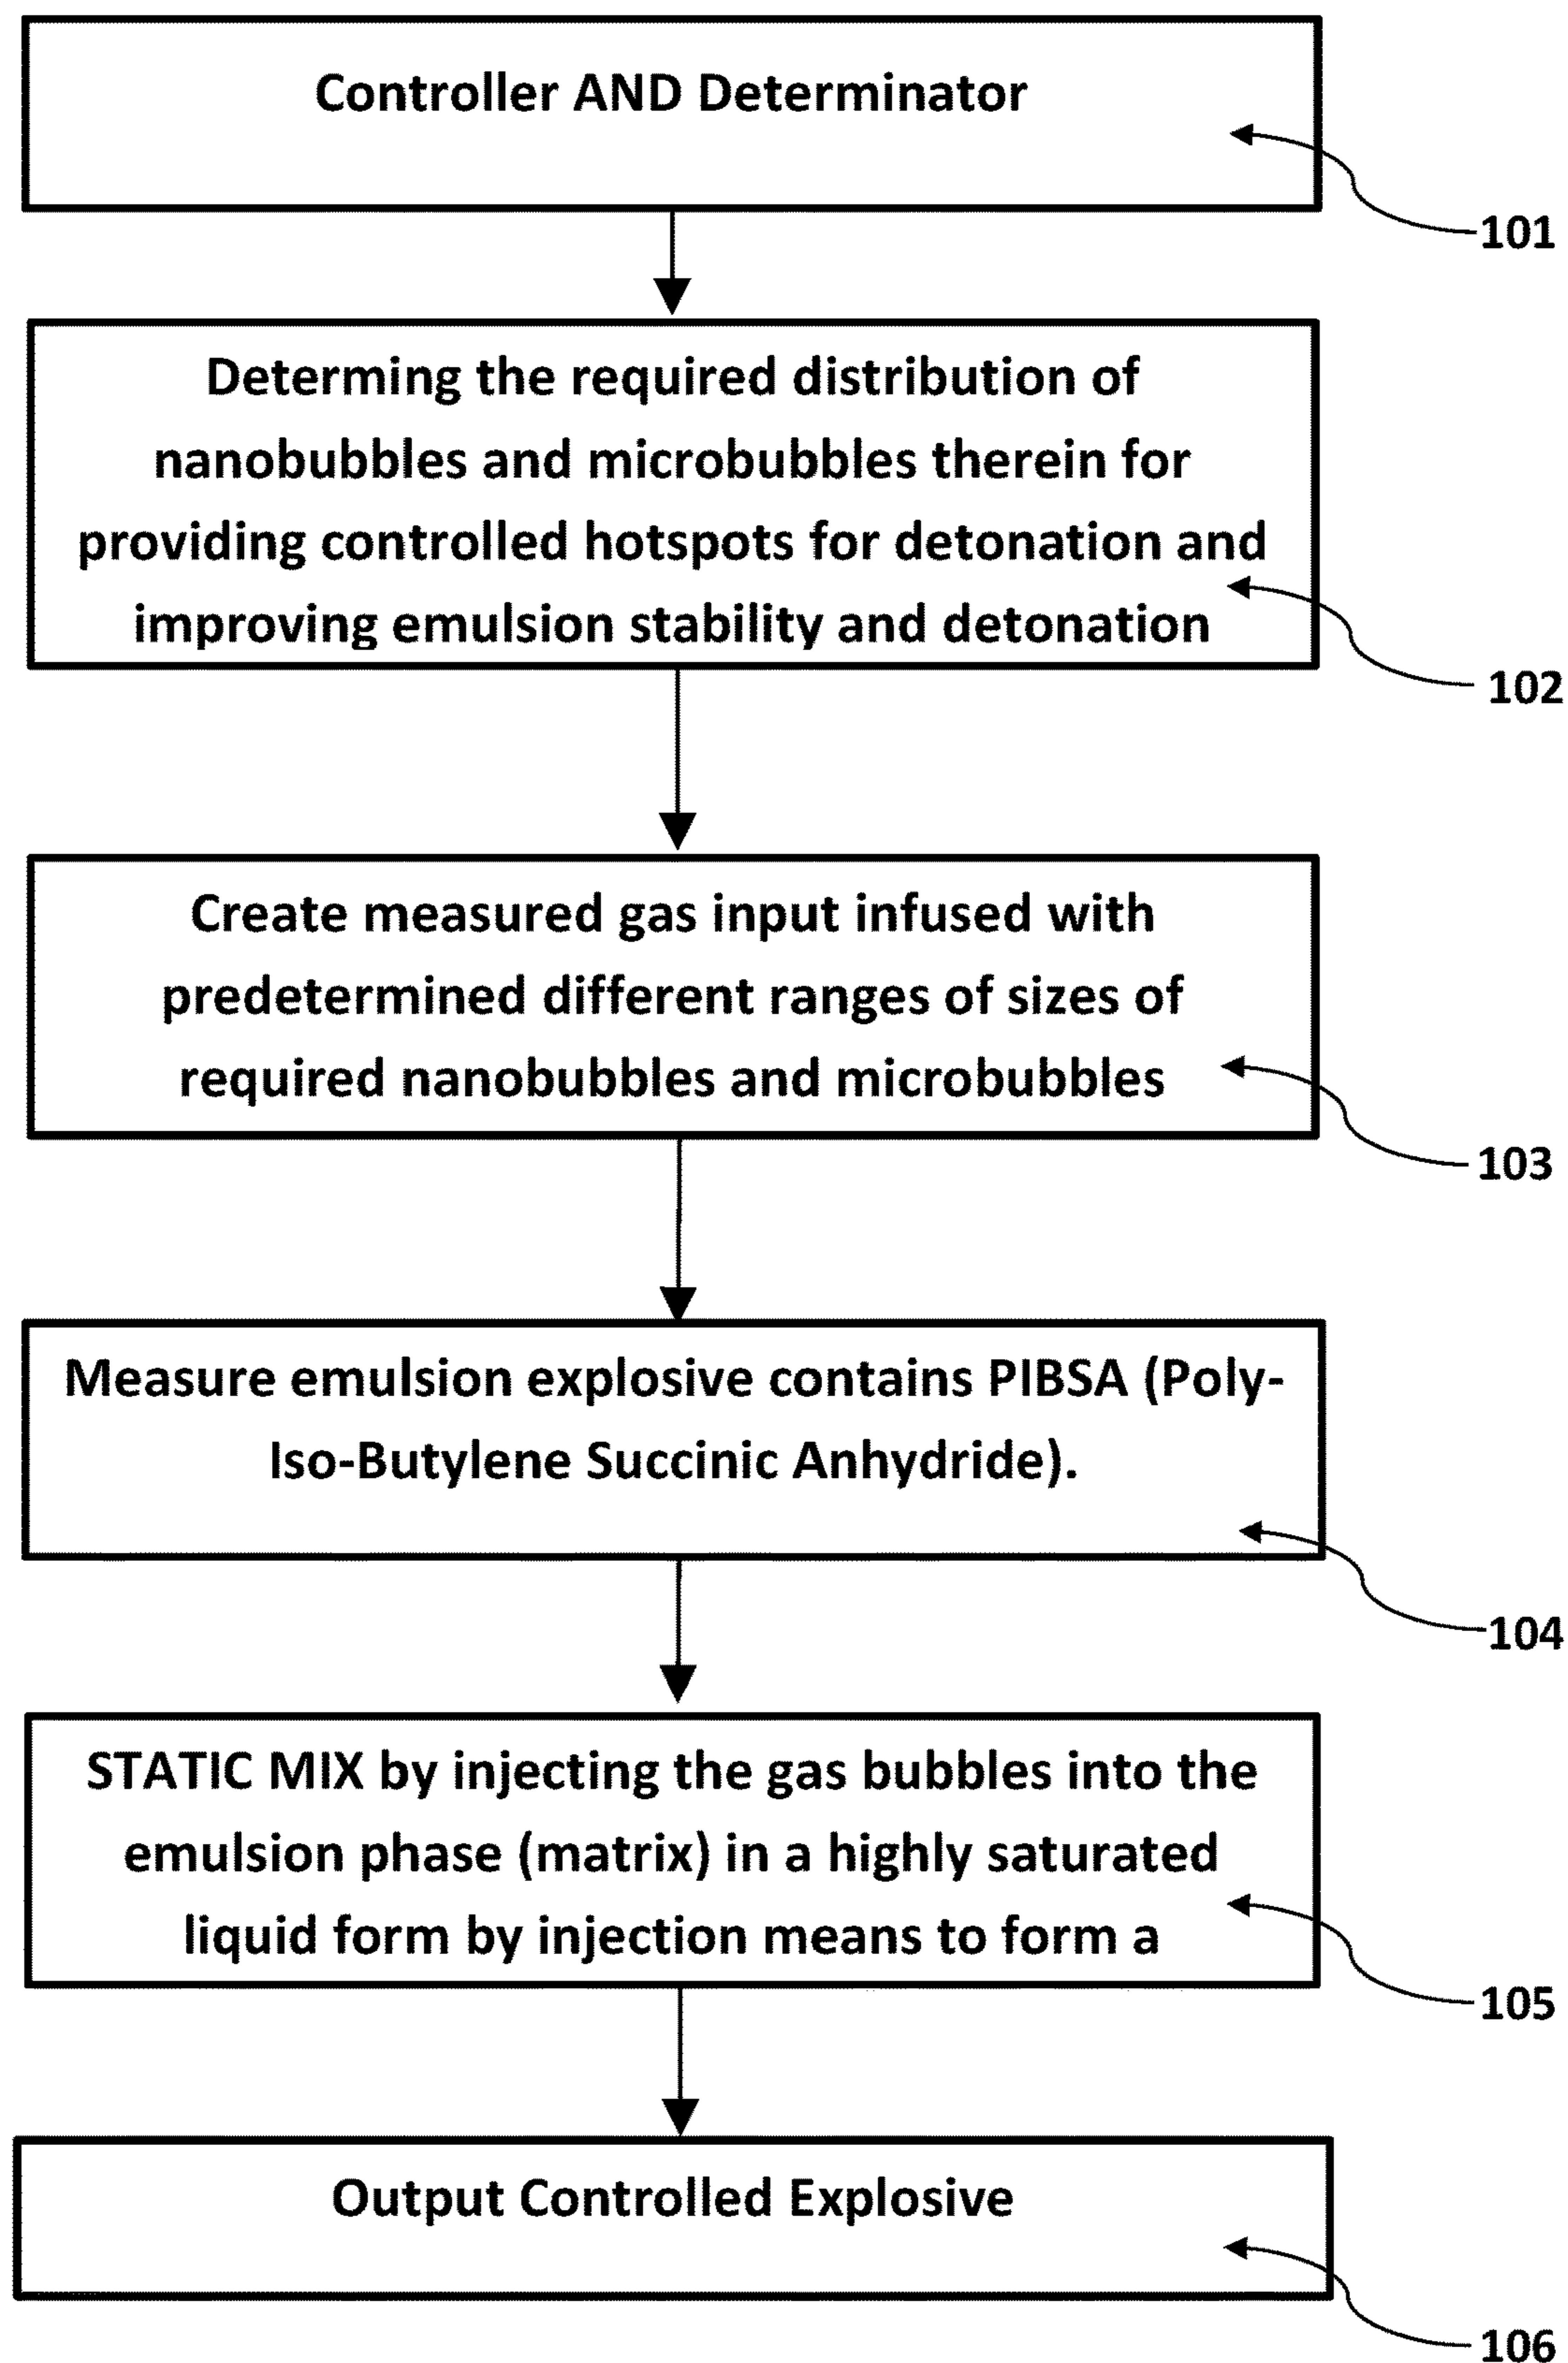 Controller AND Determinator
101
Determing the required distribution of
nanobubbles and microbubbles therein for
providing controlled hotspots for detonation and
improving emulsion stability and detonation
102
Create measured gas input infused with
predetermined different ranges of sizes of
required nanobubbles and microbubbles
103
Measure emulsion explosive contains PIBSA (Poly-
Iso-Butylene Succinic Anhydride).
104
STATIC MIX by injecting the gas bubbles into the
emulsion phase (matrix) in a highly saturated
liquid form by injection means to form a
105
Output Controlled Explosive
106